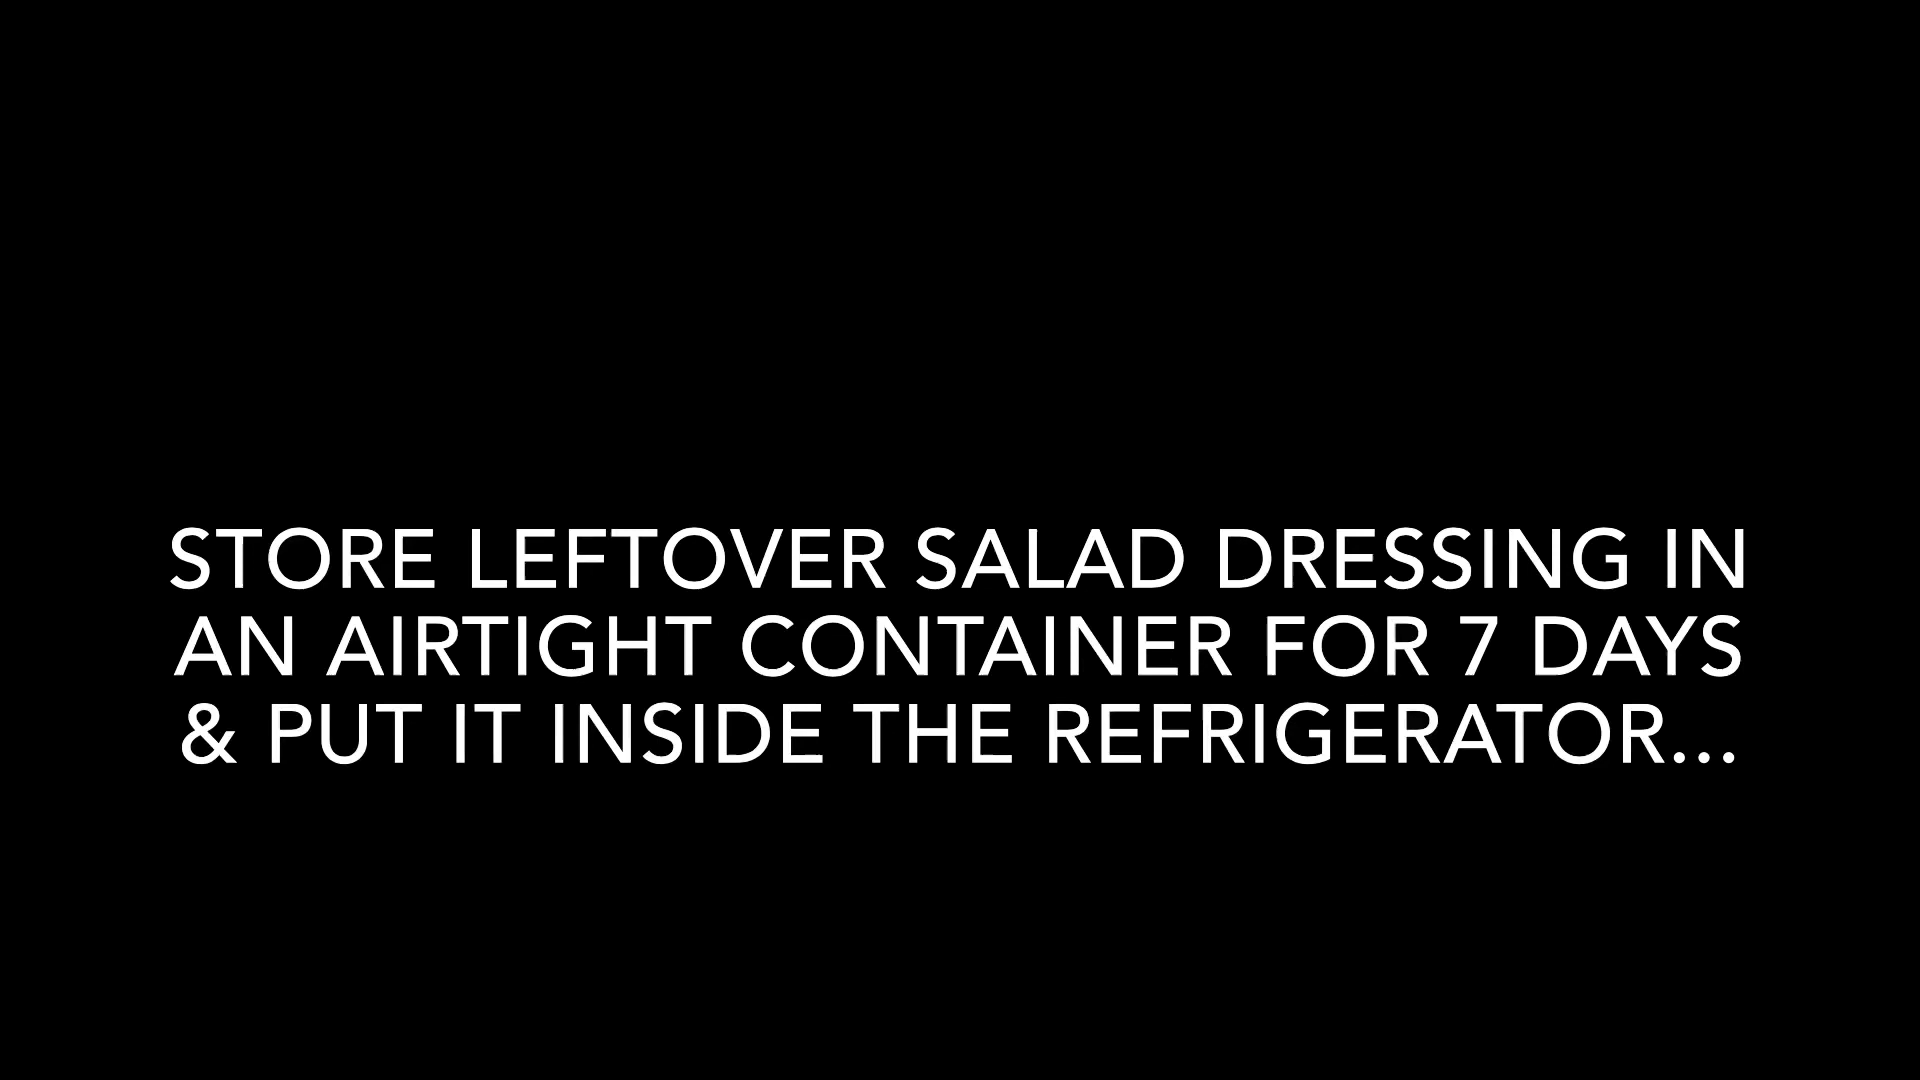 STORE LEFTOVER SALAD DRESSING IN
AN AIRTIGHT CONTAINER FOR 7 DAYS
& PUT IT INSIDE THE REFRIGERATOR...